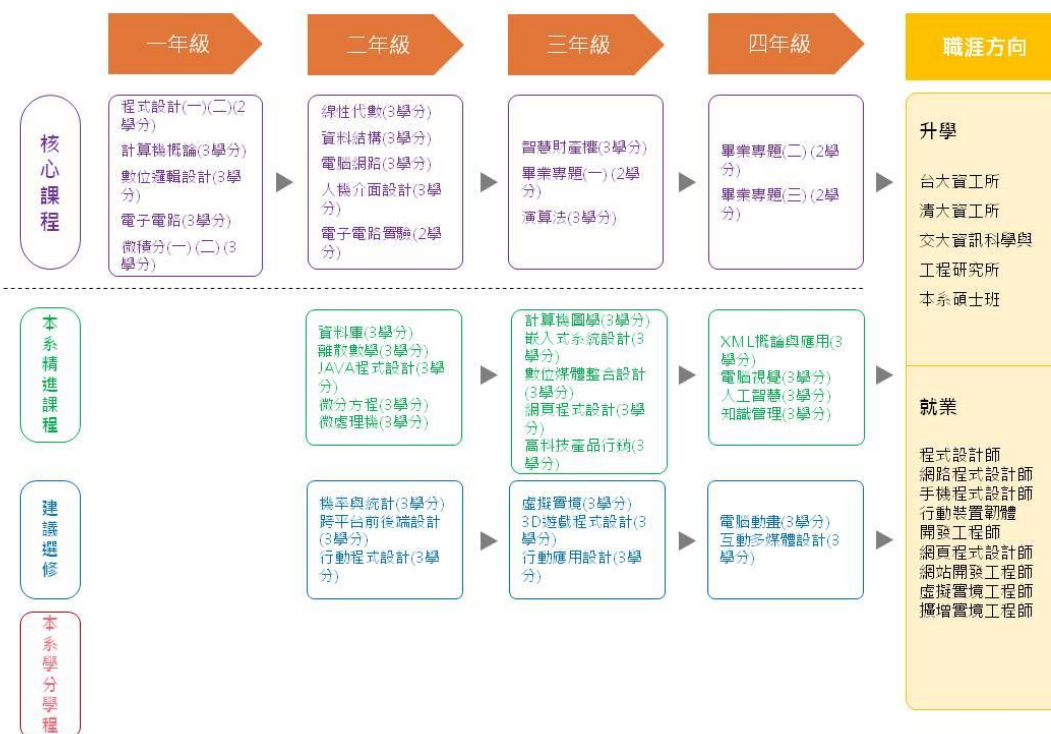 一年級
二年級
三年級
四年級
職涯方向
核心課程
程式設計(一)(二)(2
學分)
計算機概論(3學分)
數位邏輯設計(3學
分)
電子電路(3學分)
微積分(一)(二)(3
學分)
線性代數(3學分)
資料結構(3學分)
電腦網路(3學分)
人機介面設計(3學
分)
電子電路實驗(2學
分)
智慧財產權(3學分)
畢業專題(一)(2學
分)
演算法(3學分)
畢業專題(二)(2學
分)
畢業專題(三)(2學
分)
升學
台大資工所
清大資工所
交大資訊科學與
工程研究所
本系碩士班
本系精進課程
資料庫(3學分)
離散數學(3學分)
JAVA程式設計(3學
分)
微分方程(3學分)
微處理機(3學分)
計算機圖學(3學分)
嵌入式系統設計(3
學分)
數位媒體整合設計
(3學分)
網頁程式設計(3學
分)
高科技產品行銷(3
學分)
XML概論與應用(3
學分)
電腦視覺(3學分)
人工智慧(3學分)
知識管理(3學分)
就業
程式設計師
網路程式設計師
手機程式設計師
行動裝置韌體
開發工程師
網頁程式設計師
網站開發工程師
虛擬實境工程師
擴增實境工程師
建議選修
機率與統計(3學分)
跨平台前後端設計
(3學分)
行動程式設計(3學
分)
虛擬實境(3學分)
3D遊戲程式設計(3
學分)
行動應用設計(3學
分)
電腦動畫(3學分)
互動多媒體設計(3
學分)
本系學分學程